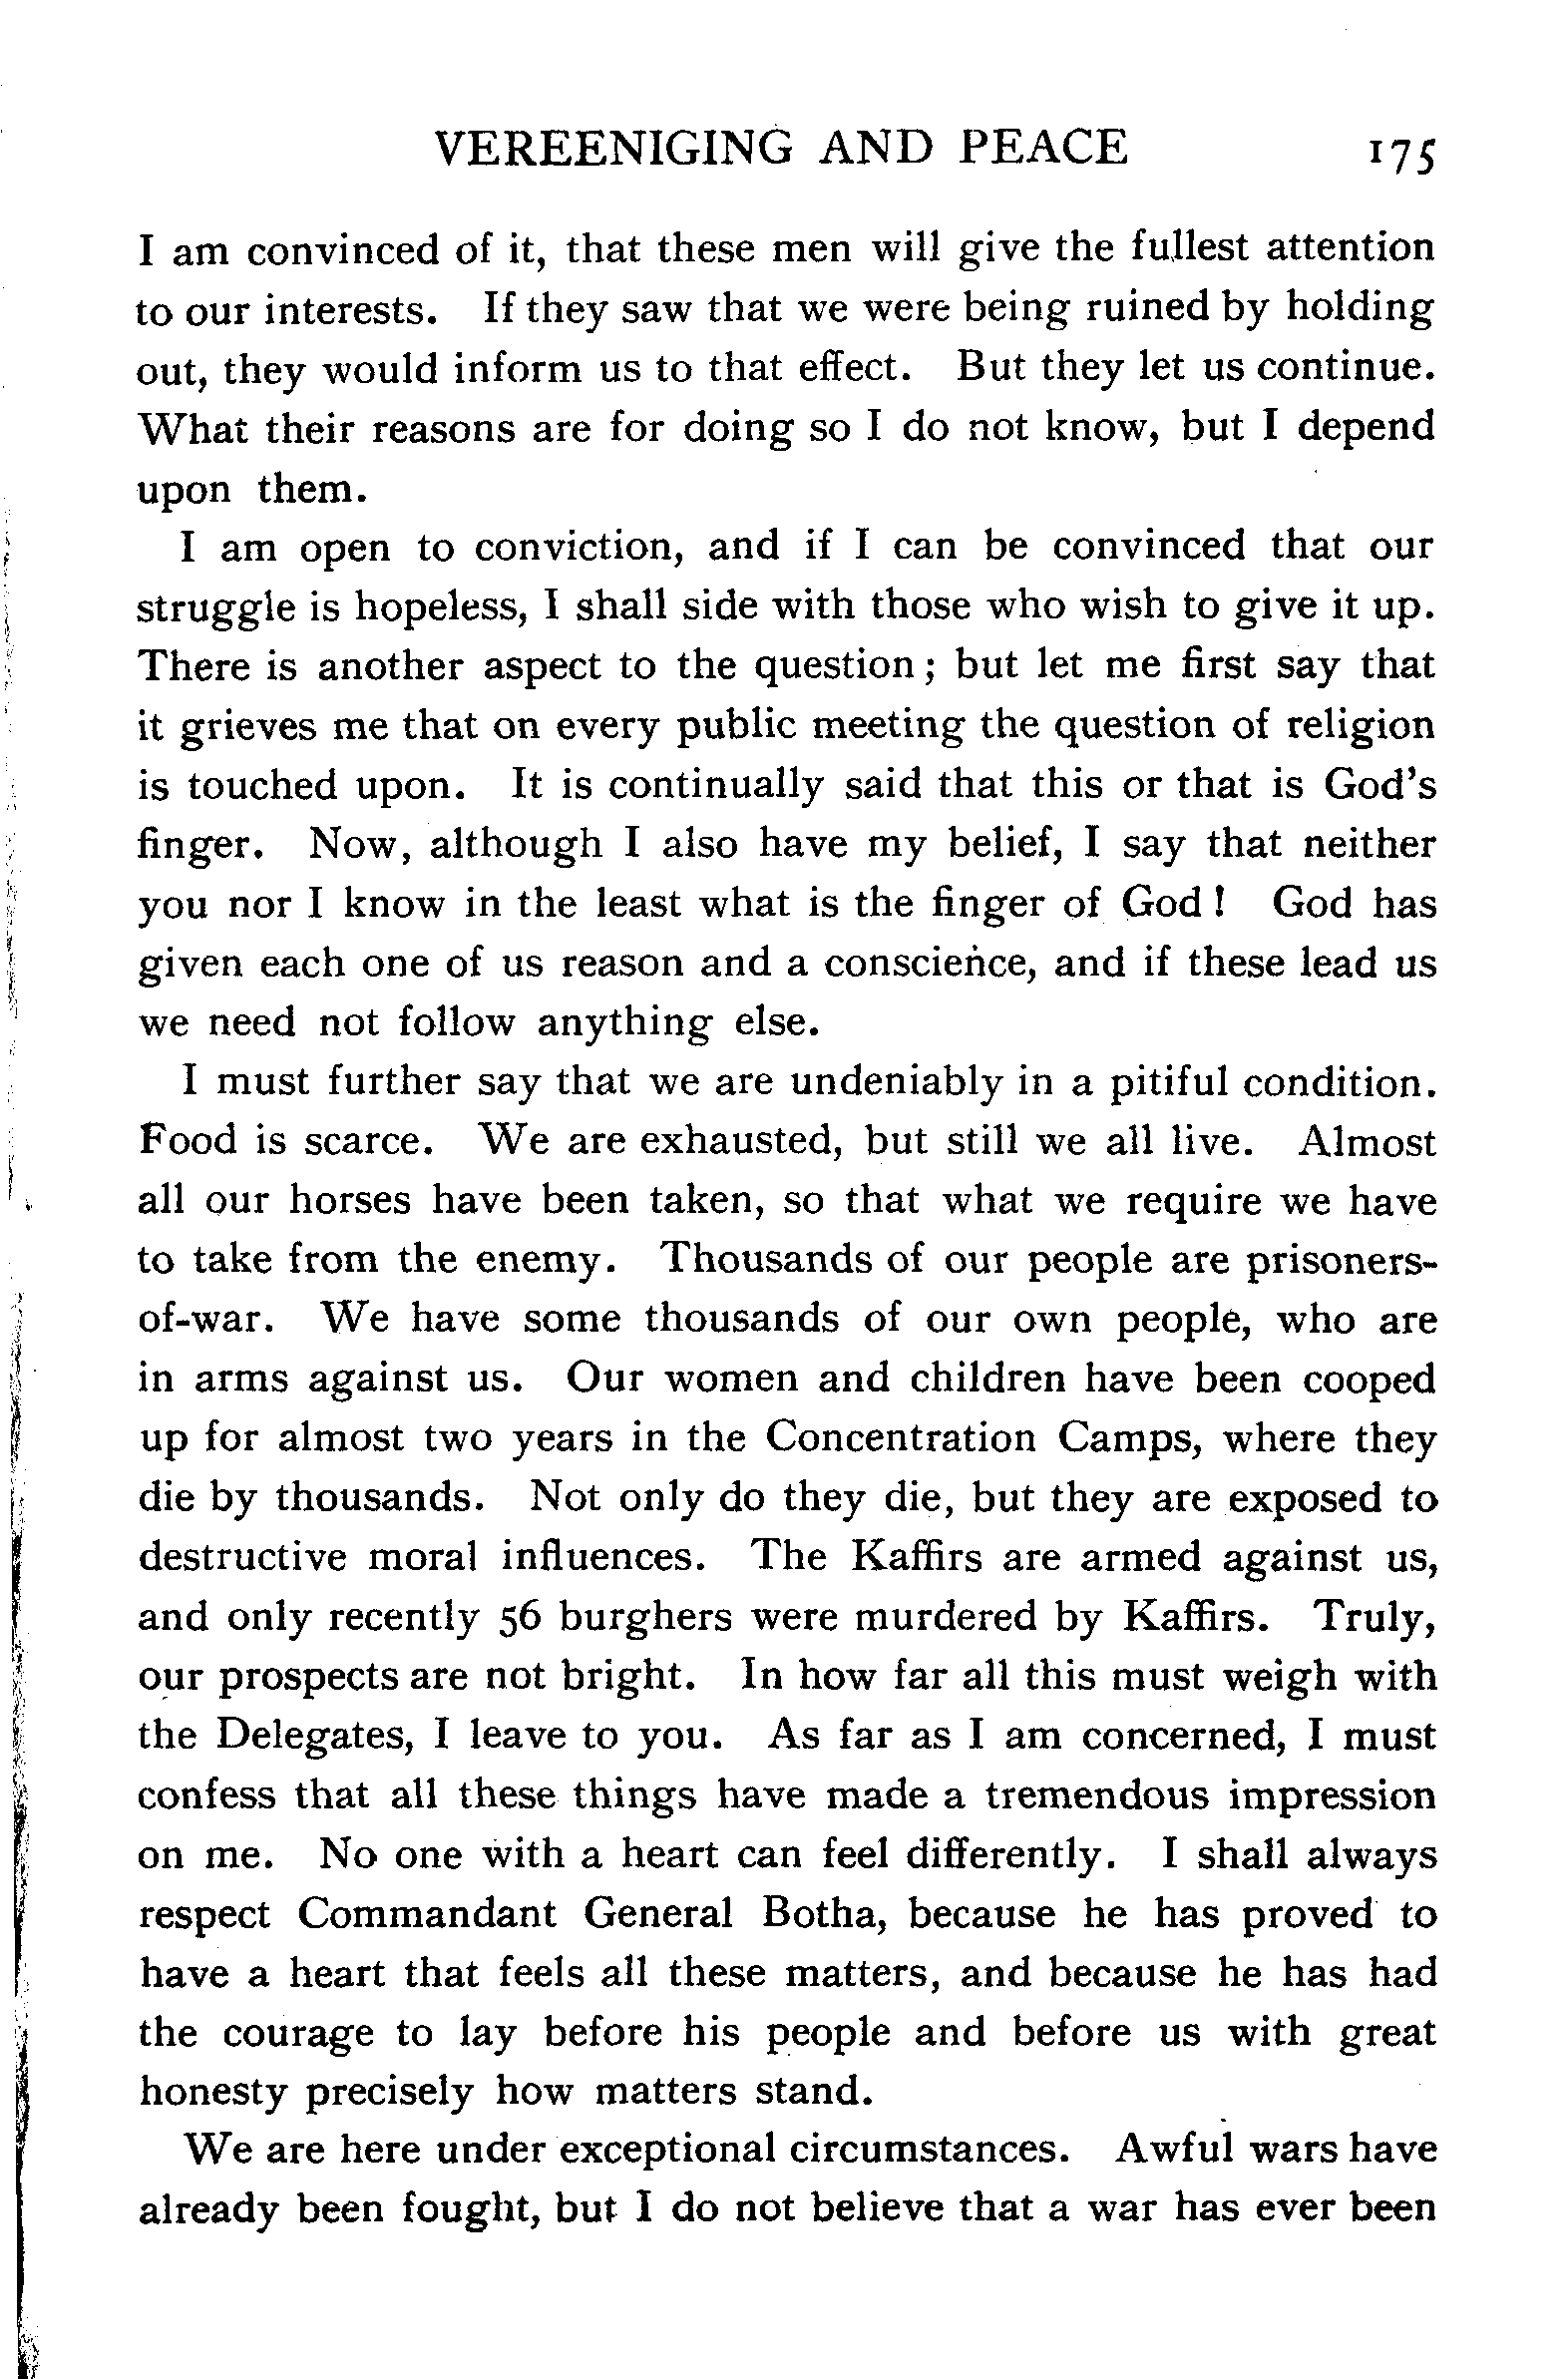 VEREENIGING AND PEACE 175
I am convinced of it, that these men will give the fullest attention
to our interests. If they saw that we were being ruined by holding
out, they would inform us to that effect. But they let us continue.
What their reasons are for doing so I do not know, but I depend
upon them.
I am open to conviction, and if I can be convinced that our
struggle is hopeless, I shall side with those who wish to give it up.
There is another aspect to the question; but let me first say that
it grieves me that on every public meeting the question of religion
is touched upon. It is continually said that this or that is God's
finger. Now, although I also have my belief, I say that neither
you nor I know in the least what is the finger of God! God has
given each one of us reason and a conscience, and if these lead us
we need not follow anything else.
I must further say that we are undeniably in a pitiful condition.
Food is scarce. We are exhausted, but still we all live. Almost
all our horses have been taken, so that what we require we have
to take from the enemy. Thousands of our people are prisoners-
of-war. We have some thousands of our own people, who are
in arms against us. Our women and children have been cooped
up for almost two years in the Concentration Camps, where they
die by thousands. Not only do they die, but they are exposed to
destructive moral influences. The Kaffirs are armed against us,
and only recently 56 burghers were murdered by Kaffirs. Truly,
our prospects are not bright. In how far all this must weigh with
the Delegates, I leave to you. As far as I am concerned, I must
confess that all these things have made a tremendous impression
on me. No one with a heart can feel differently. I shall always
respect Commandant General Botha, because he has proved to
have a heart that feels all these matters, and because he has had
the courage to lay before his people and before us with great
honesty precisely how matters stand.
We are here under exceptional circumstances. Awful wars have
already been fought, but I do not believe that a war has ever been